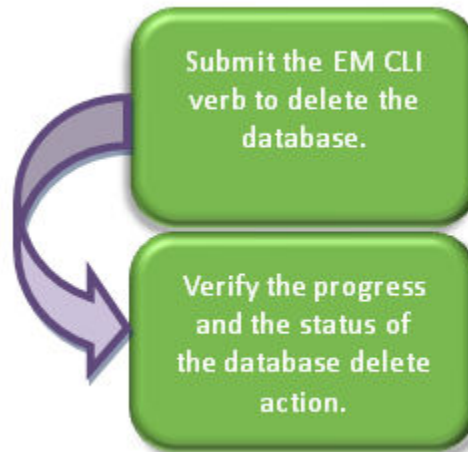 Submit the EM CLI
verb to delete the
database.
Verify the progress
and the status of
the database delete
action.